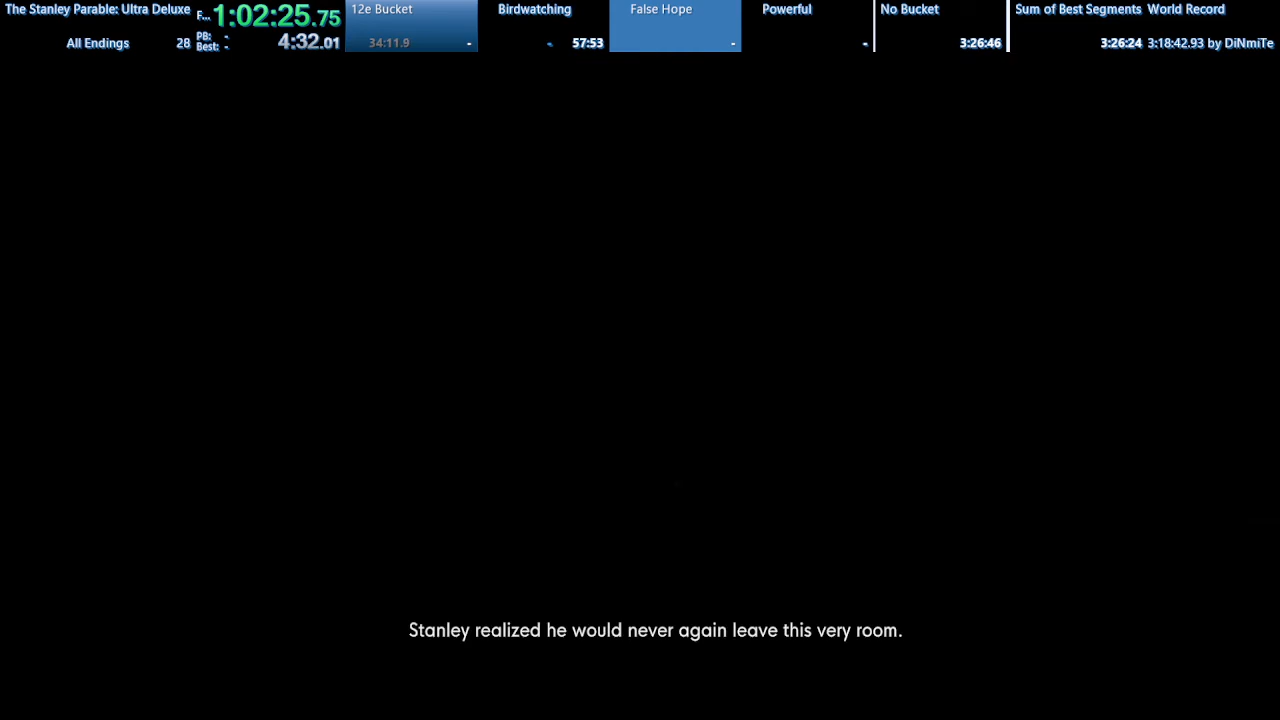 The Stanley Parable: Ultra Deluxe
All Endings 28
F... 1:02:25.75
PB: -
Best: -
4:32.01
12e Bucket
34:11.9 -
Birdwatching
- 57:53
False Hope
-
Powerful
-
No Bucket
3:26:46
Sum of Best Segments
3:26:24
World Record
3:18:42.93 by DiNmiTe
Stanley realized he would never again leave this very room.